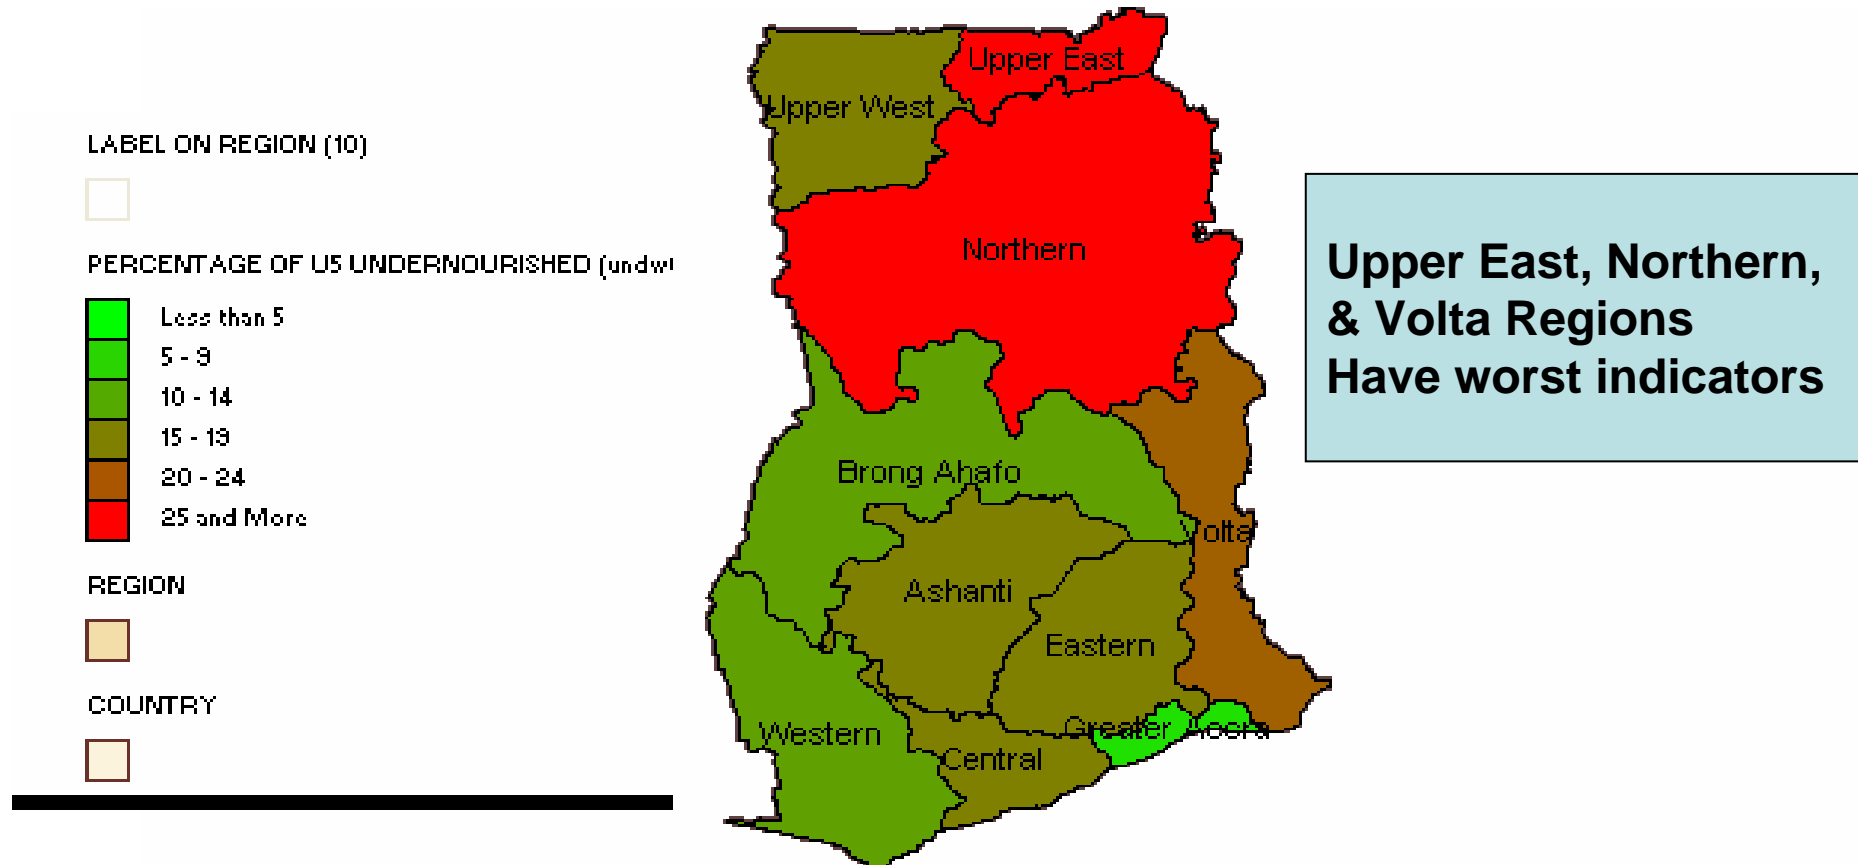 LABEL ON REGION (10)
PERCENTAGE OF U5 UNDERNOURISHED
Less than 5
5 - 9
10 - 14
15 - 19
20 - 24
25 and More
REGION
COUNTRY
Upper East
Upper West
Northern
Brong Ahafo
Volta
Ashanti
Eastern
Greater Accra
Western
Central
Upper East, Northern,
& Volta Regions
Have worst indicators